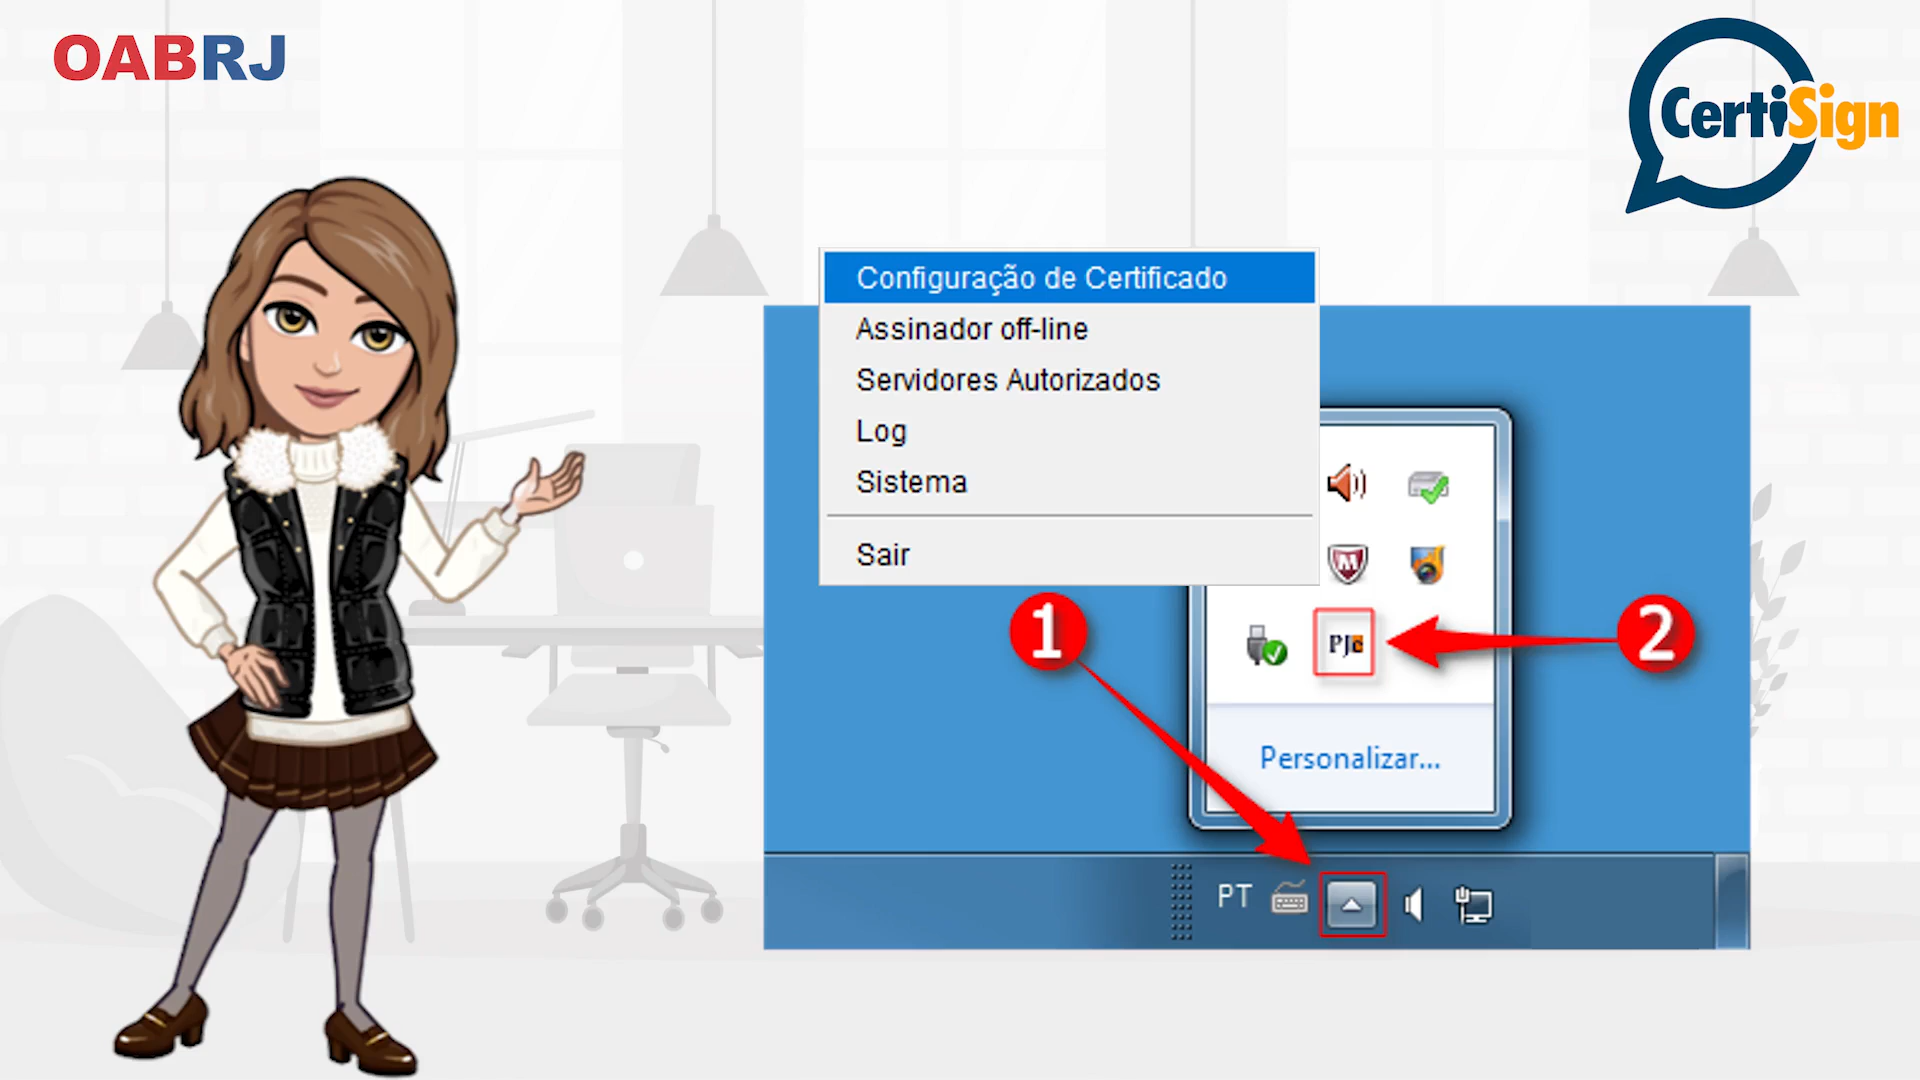 OABRJ
CertiSign
Configuração de Certificado
Assinador off-line
Servidores Autorizados
Log
Sistema
Sair
M
1
PJe
2
Personalizar...
PT